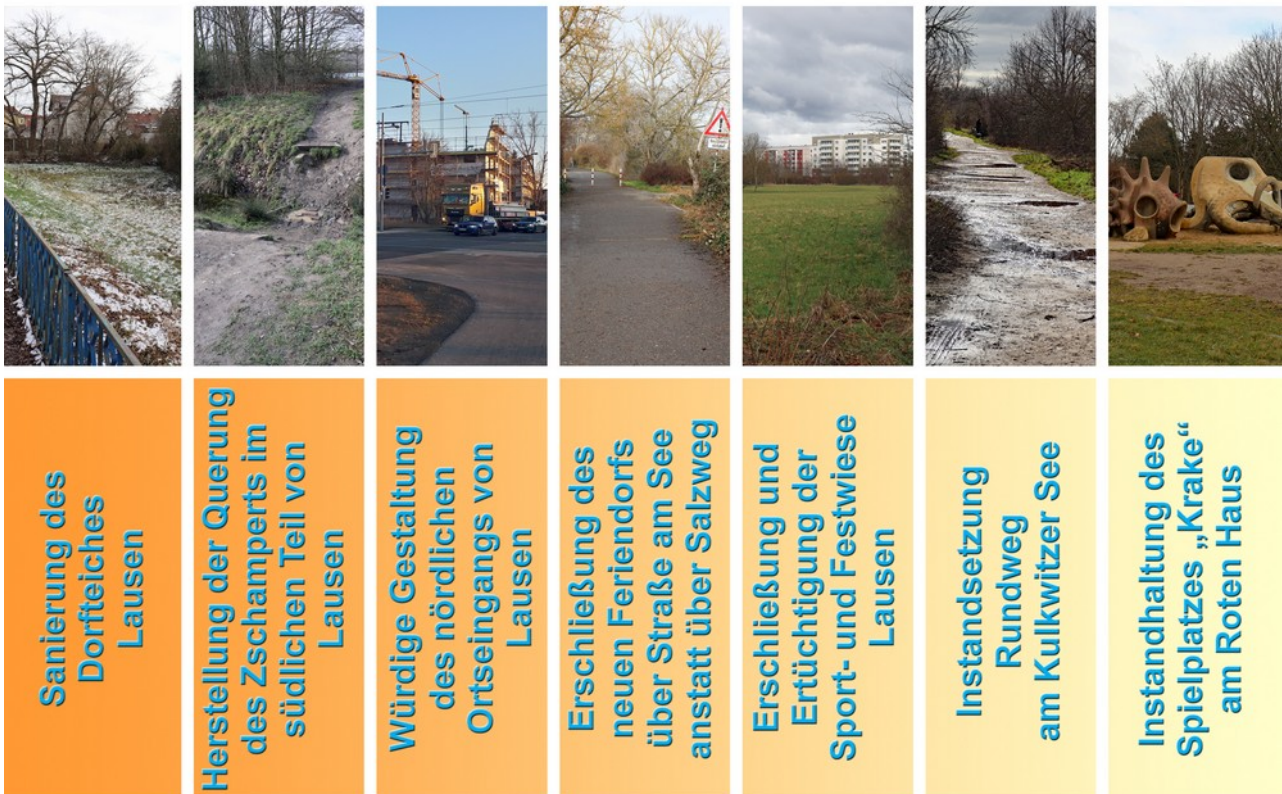 Sanierung des
Dorfteiches
Lausen
Herstellung der Querung
des Zschamperts im
südlichen Teil von
Lausen
Würdige Gestaltung
des nördlichen
Ortseingangs von
Lausen
Erschließung des
neuen Feriendorfs
über Straße am See
anstatt über Salzweg
Erschließung und
Ertüchtigung der
Sport- und Festwiese
Lausen
Instandsetzung
Rundweg
am Kulkwitzer See
Instandhaltung des
Spielplatzes „Krake“
am Roten Haus